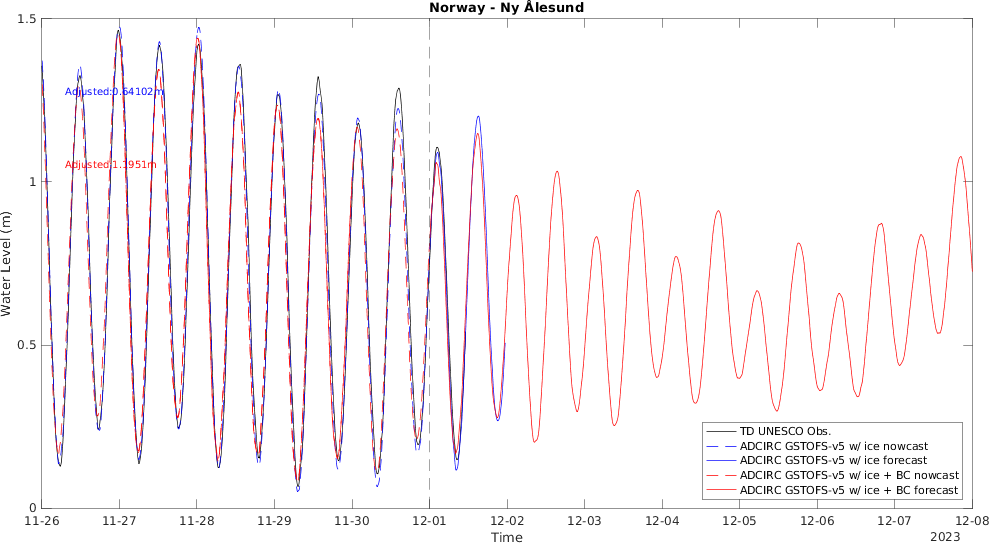 Norway - Ny Ålesund
1.5
1
0.5
0
Water Level (m)
Adjusted:0.64102m
Adjusted:1.1951m
TD UNESCO Obs.
ADCIRC GSTOFS-v5 w/ ice nowcast
ADCIRC GSTOFS-v5 w/ ice forecast
ADCIRC GSTOFS-v5 w/ ice + BC nowcast
ADCIRC GSTOFS-v5 w/ ice + BC forecast
11-26 11-27 11-28 11-29 11-30 12-01 12-02 12-03 12-04 12-05 12-06 12-07 12-08
Time
2023